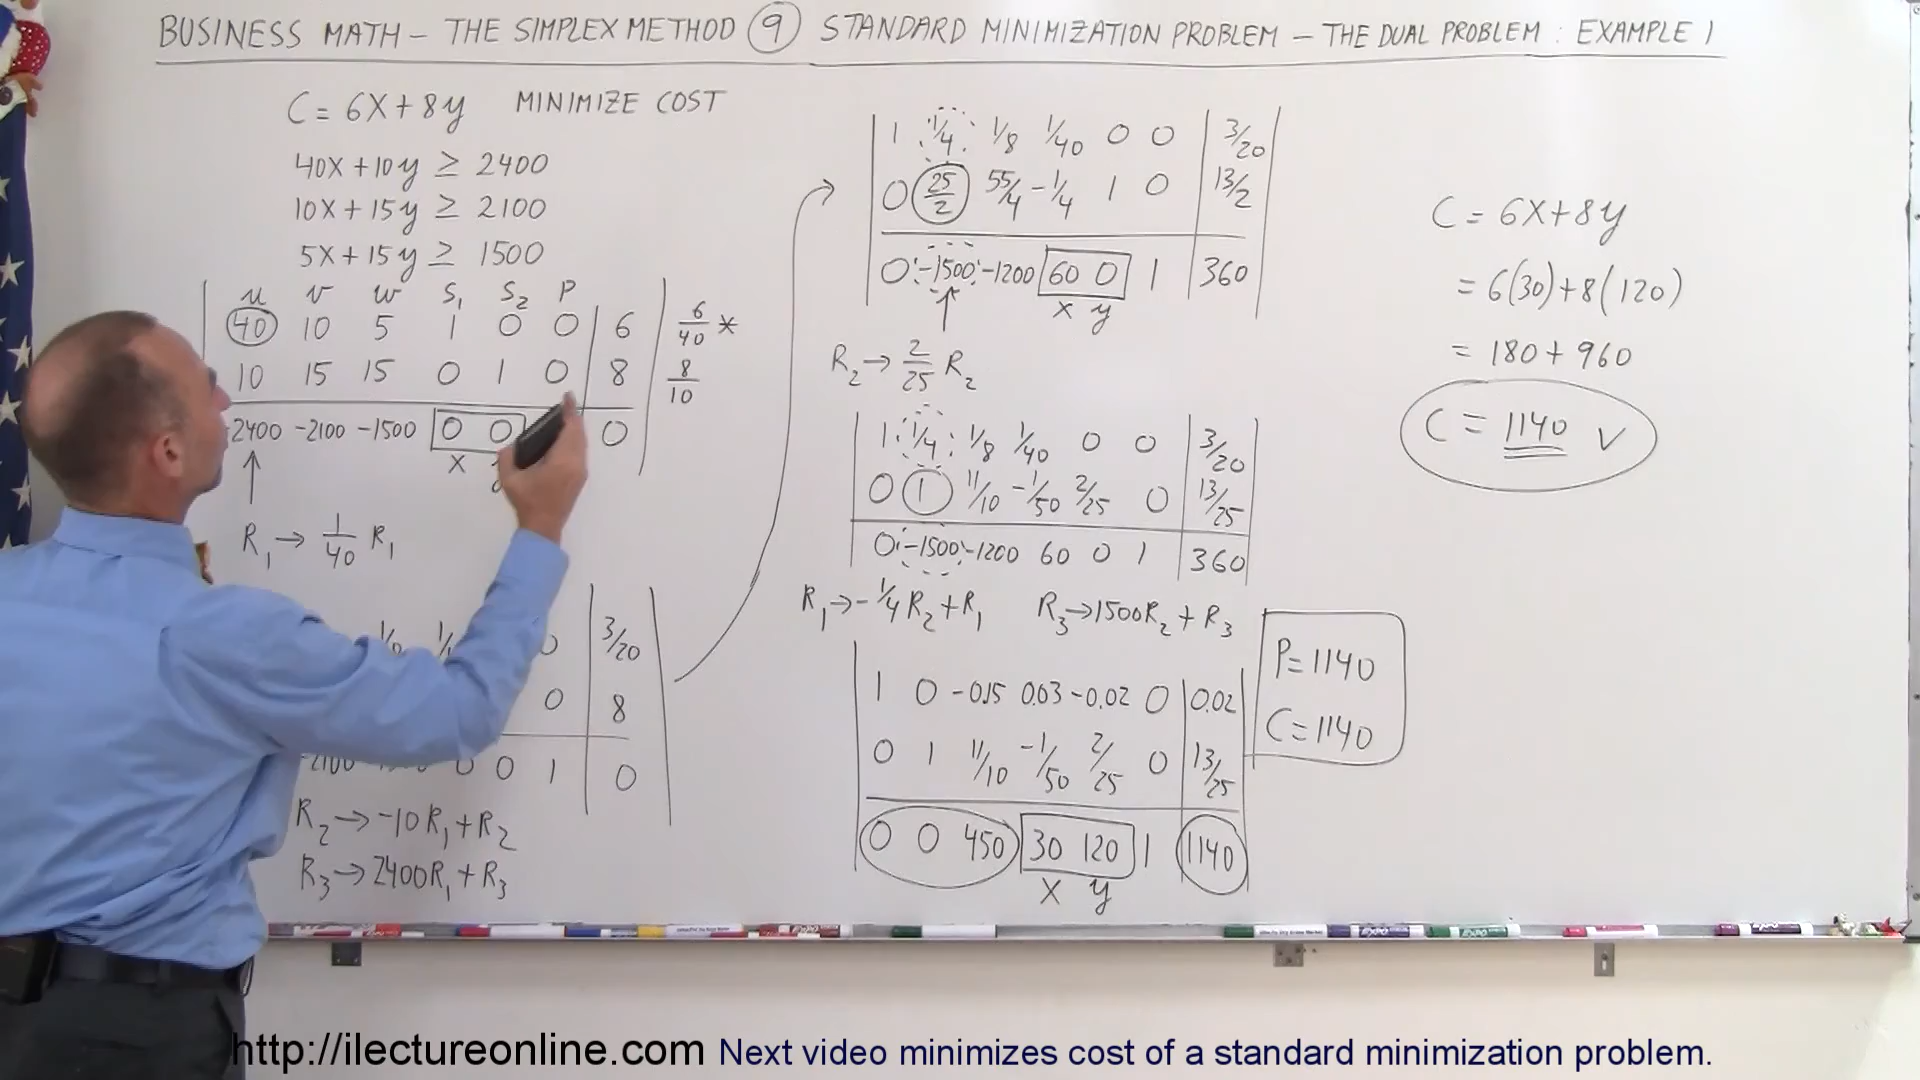 BUSINESS MATH – THE SIMPLEX METHOD 9 STANDARD MINIMIZATION PROBLEM – THE DUAL PROBLEM : EXAMPLE 1
C = 6X + 8y MINIMIZE COST
40X + 10y ≥ 2400
10X + 15y ≥ 2100
5X + 15y ≥ 1500
u v w S1 S2 P
40 10 5 1 0 0 6 6/40 *
10 15 15 0 1 0 8 8/10
-2400 -2100 -1500 0 0 0
X y
R1 → 1/40 R1
0 3/20
0 8
-2100 0 0 1 0
R2 → -10R1 + R2
R3 → 2400R1 + R3
1 1/4 1/8 1/40 0 0 3/20
0 25/2 55/4 -1/4 1 0 13/2
0 -1500 -1200 60 0 1 360
X y
R2 → 2/25 R2
1 1/4 1/8 1/40 0 0 3/20
0 1 11/10 -1/50 2/25 0 13/25
0 -1500 -1200 60 0 1 360
R1 → -1/4 R2 + R1 R3 → 1500R2 + R3
1 0 -0.15 0.03 -0.02 0 0.02
0 1 11/10 -1/50 2/25 0 13/25
0 0 450 30 120 1 1140
X y
P = 1140
C = 1140
C = 6X + 8y
= 6(30) + 8(120)
= 180 + 960
C = 1140 ✓
http://ilectureonline.com Next video minimizes cost of a standard minimization problem.